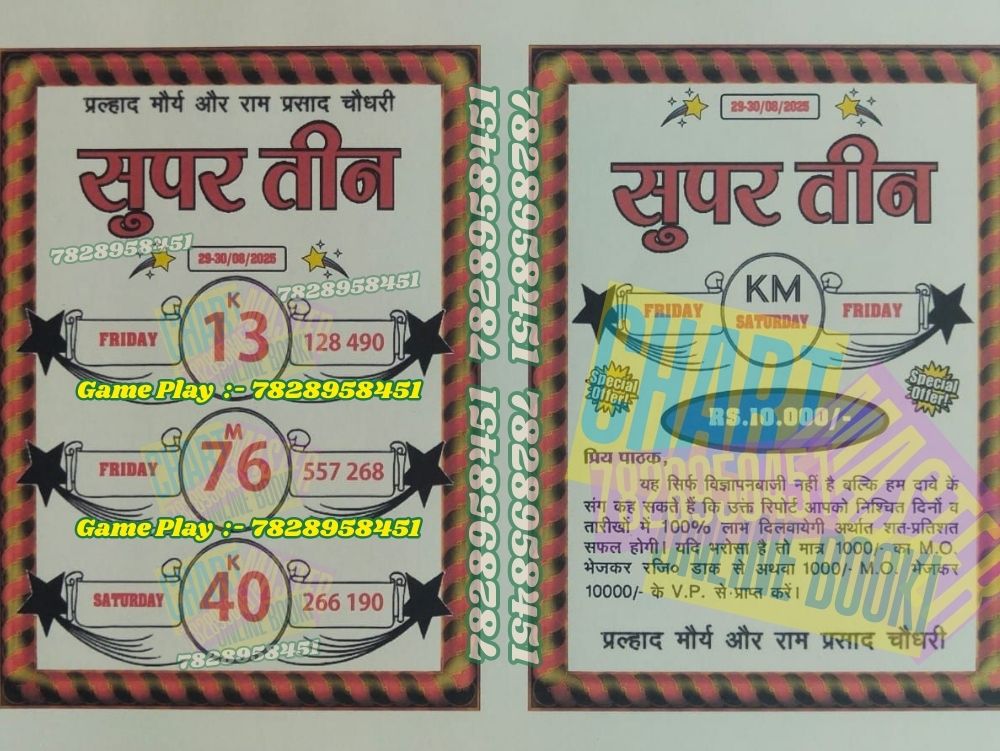 प्रल्हाद मौर्य और राम प्रसाद चौधरी
सुपर तीन
7828958451
29-30/08/2025
7828958451
K
FRIDAY 13 128 490
Game Play :- 7828958451
M
FRIDAY 76 557 268
Game Play :- 7828958451
K
SATURDAY 40 266 190
7828958451
7828958451 7828958451
7828958451 7828958451
29-30/08/2025
सुपर तीन
KM
FRIDAY SATURDAY FRIDAY
Special Offer!
Special Offer!
RS.10.000/-
प्रिय पाठक,
यह सिर्फ विज्ञापनबाजी नहीं है बल्कि हम दावे के
संग कह सकते हैं कि उक्त रिपोर्ट आपको निश्चित दिनों व
तारीखों में 100% लाभ दिलवायेगी अर्थात शत-प्रतिशत
सफल होगी। यदि भरोसा है तो मात्र 1000/- का M.O.
भेजकर रजि० डाक से अथवा 1000/- M.O. भेजकर
10000/- के V.P. से प्राप्त करें।
प्रल्हाद मौर्य और राम प्रसाद चौधरी
CHART
7828958451
ONLINE BOOKI